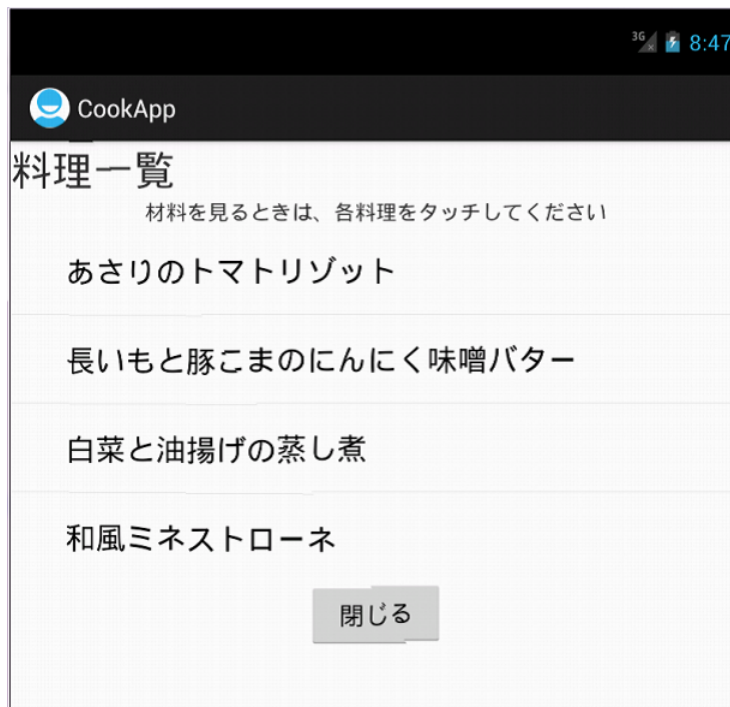 3G 8:47
CookApp
料理一覧
材料を見るときは、各料理をタッチしてください
あさりのトマトリゾット
長いもと豚こまのにんにく味噌バター
白菜と油揚げの蒸し煮
和風ミネストローネ
閉じる